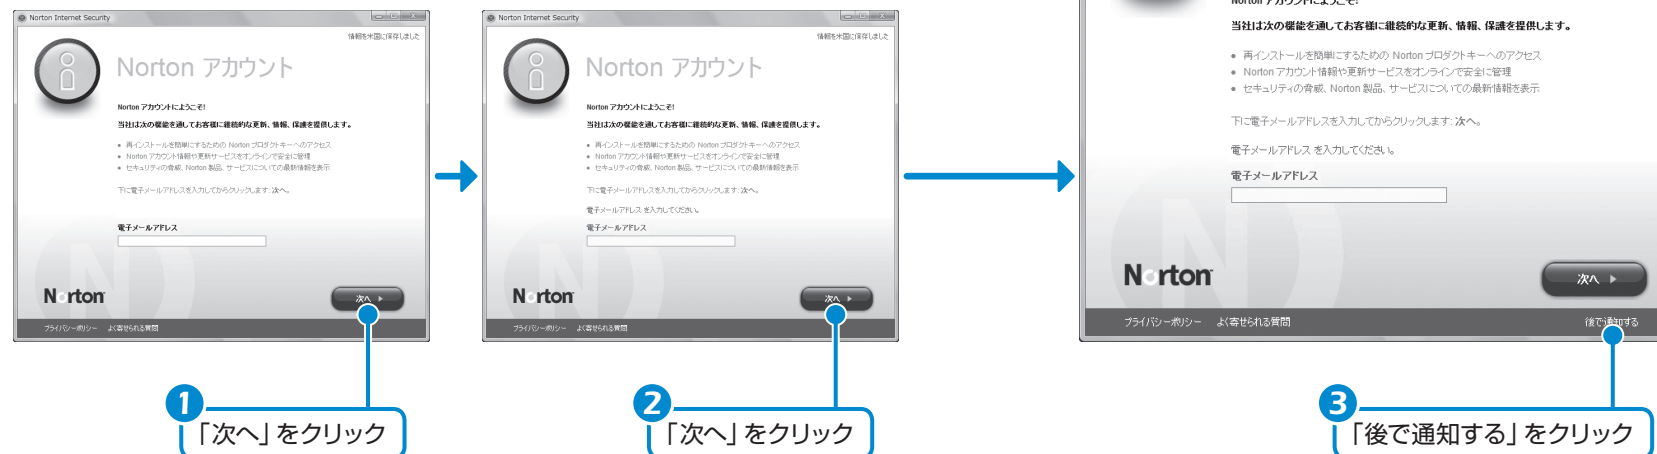 Norton Internet Security
情報を米国に保存しました
Norton アカウント
Norton アカウントにようこそ!
当社は次の機能を通してお客様に継続的な更新、情報、保護を提供します。
• 再インストールを簡単にするための Norton プロダクトキーへのアクセス
• Norton アカウント情報や更新サービスをオンラインで安全に管理
• セキュリティの脅威、Norton 製品、サービスについての最新情報を表示
下に電子メールアドレスを入力してからクリックします: 次へ。
電子メールアドレス
Norton
次へ
プライバシーポリシー よく寄せられる質問
1
「次へ」をクリック
Norton Internet Security
情報を米国に保存しました
Norton アカウント
Norton アカウントにようこそ!
当社は次の機能を通してお客様に継続的な更新、情報、保護を提供します。
• 再インストールを簡単にするための Norton プロダクトキーへのアクセス
• Norton アカウント情報や更新サービスをオンラインで安全に管理
• セキュリティの脅威、Norton 製品、サービスについての最新情報を表示
下に電子メールアドレスを入力してからクリックします: 次へ。
電子メールアドレス を入力してください。
電子メールアドレス
Norton
次へ
プライバシーポリシー よく寄せられる質問
2
「次へ」をクリック
Norton アカウントにようこそ!
当社は次の機能を通してお客様に継続的な更新、情報、保護を提供します。
• 再インストールを簡単にするための Norton プロダクトキーへのアクセス
• Norton アカウント情報や更新サービスをオンラインで安全に管理
• セキュリティの脅威、Norton 製品、サービスについての最新情報を表示
下に電子メールアドレスを入力してからクリックします: 次へ。
電子メールアドレス を入力してください。
電子メールアドレス
Norton
次へ
プライバシーポリシー よく寄せられる質問
後で通知する
3
「後で通知する」をクリック